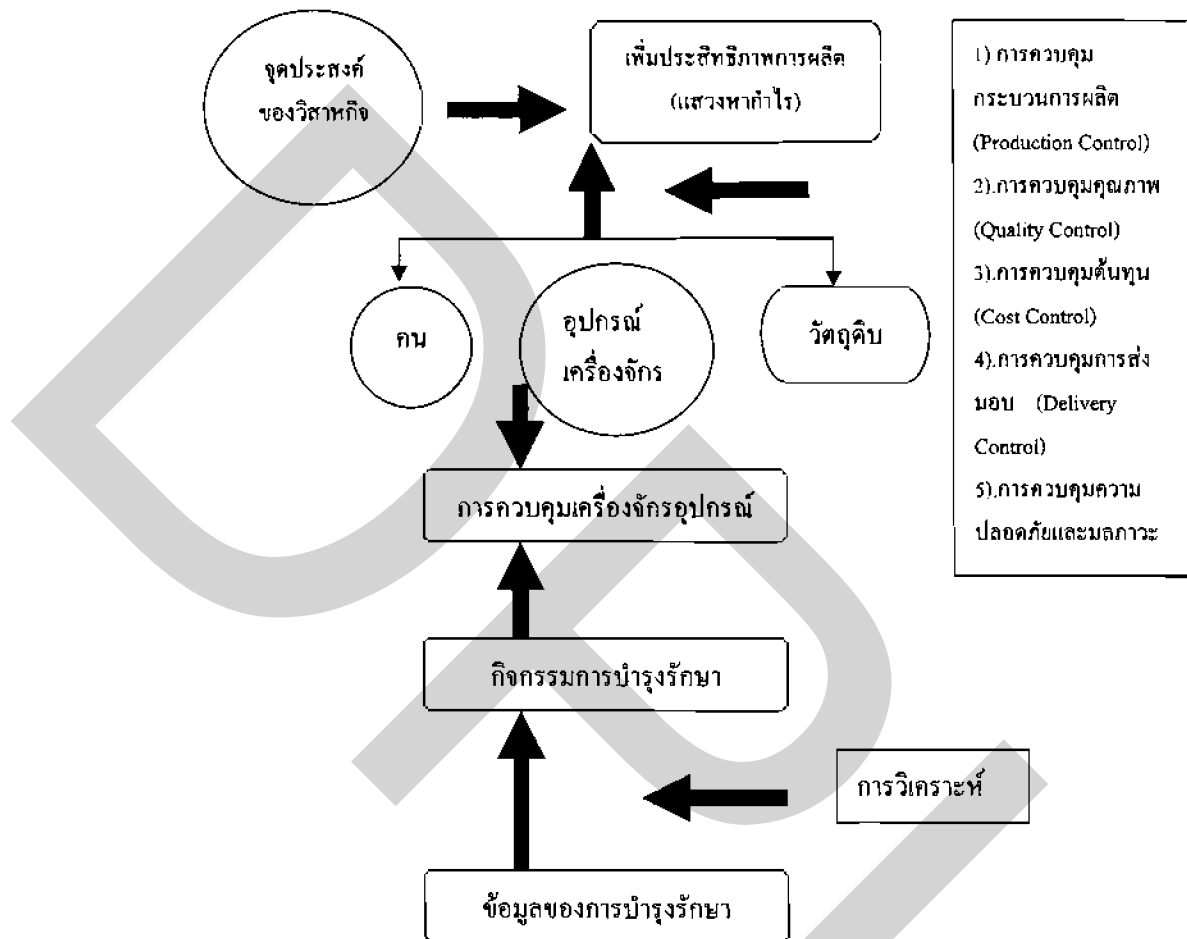 จุดประสงค์
ของวิสาหกิจ
เพิ่มประสิทธิภาพการผลิต
(แสวงหากำไร)
1) การควบคุม
กระบวนการผลิต
(Production Control)
2).การควบคุมคุณภาพ
(Quality Control)
3).การควบคุมต้นทุน
(Cost Control)
4).การควบคุมการส่ง
มอบ (Delivery
Control)
5).การควบคุมความ
ปลอดภัยและมลภาวะ
คน
อุปกรณ์
เครื่องจักร
วัตถุดิบ
การควบคุมเครื่องจักรอุปกรณ์
กิจกรรมการบำรุงรักษา
การวิเคราะห์
ข้อมูลของการบำรุงรักษา